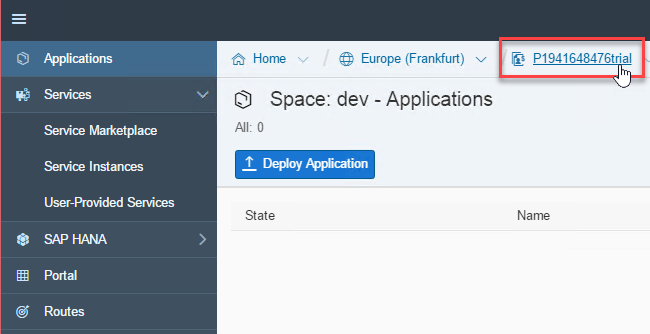 Applications
Services
Service Marketplace
Service Instances
User-Provided Services
SAP HANA
Portal
Routes
Home / Europe (Frankfurt) / P1941648476trial
Space: dev - Applications
All: 0
Deploy Application
State Name